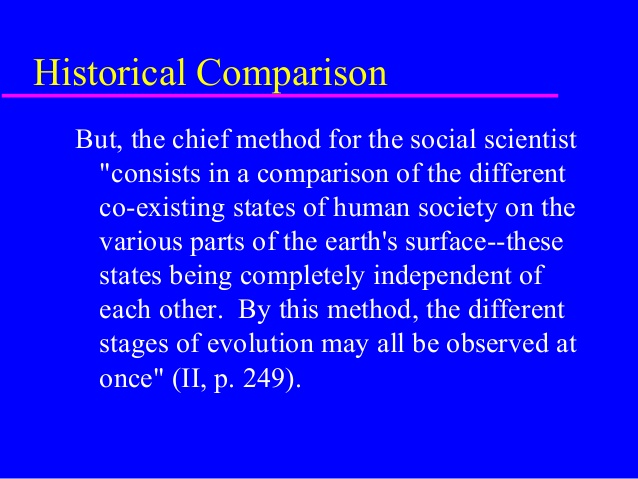 Historical Comparison
But, the chief method for the social scientist
"consists in a comparison of the different
co-existing states of human society on the
various parts of the earth's surface--these
states being completely independent of
each other.  By this method, the different
stages of evolution may all be observed at
once" (II, p. 249).